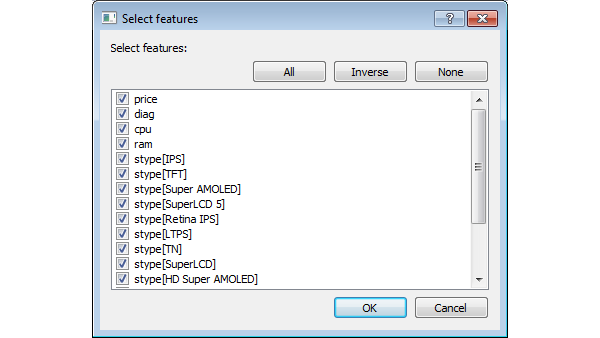 Select features
Select features:
All Inverse None
price
diag
cpu
ram
stype[IPS]
stype[TFT]
stype[Super AMOLED]
stype[SuperLCD 5]
stype[Retina IPS]
stype[LTPS]
stype[TN]
stype[SuperLCD]
stype[HD Super AMOLED]
OK Cancel